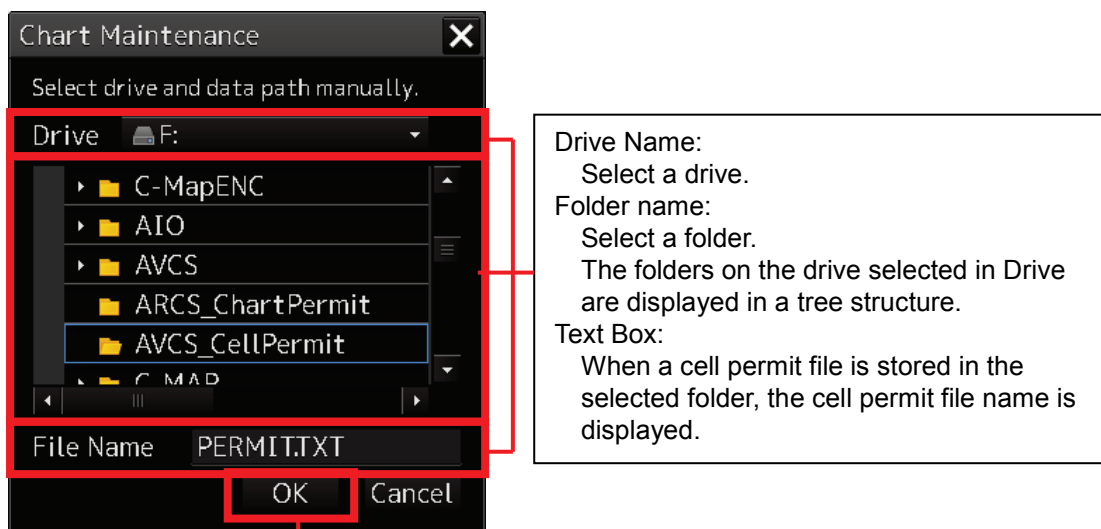 Chart Maintenance
Select drive and data path manually.
Drive F:
C-MapENC
AIO
AVCS
ARCS_ChartPermit
AVCS_CellPermit
C-MAP
File Name PERMIT.TXT
OK Cancel
Drive Name:
Select a drive.
Folder name:
Select a folder.
The folders on the drive selected in Drive
are displayed in a tree structure.
Text Box:
When a cell permit file is stored in the
selected folder, the cell permit file name is
displayed.